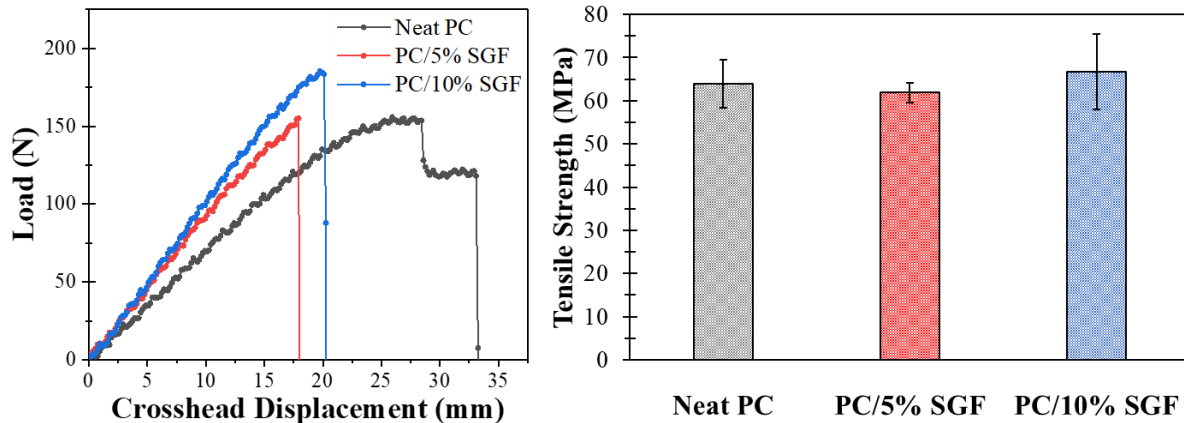 Neat PC
PC/5% SGF
PC/10% SGF
200
150
100
50
0
Load (N)
0 5 10 15 20 25 30 35
Crosshead Displacement (mm)
80
70
60
50
40
30
20
10
0
Tensile Strength (MPa)
Neat PC PC/5% SGF PC/10% SGF